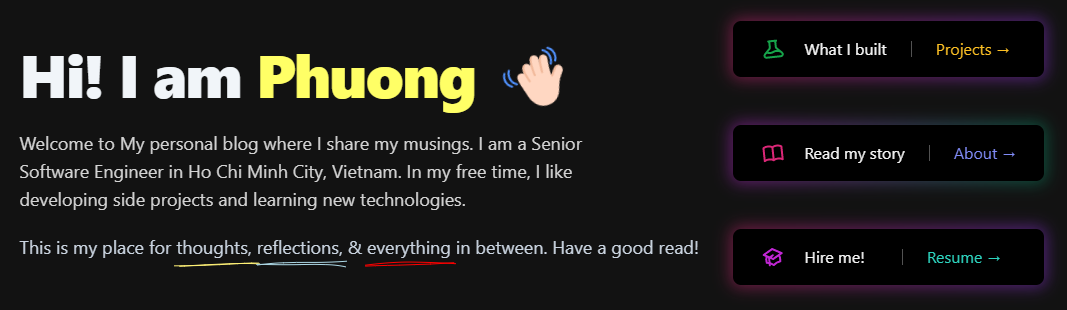 Hi! I am Phuong
Welcome to My personal blog where I share my musings. I am a Senior
Software Engineer in Ho Chi Minh City, Vietnam. In my free time, I like
developing side projects and learning new technologies.
This is my place for thoughts, reflections, & everything in between. Have a good read!
What I built | Projects →
Read my story | About →
Hire me! | Resume →